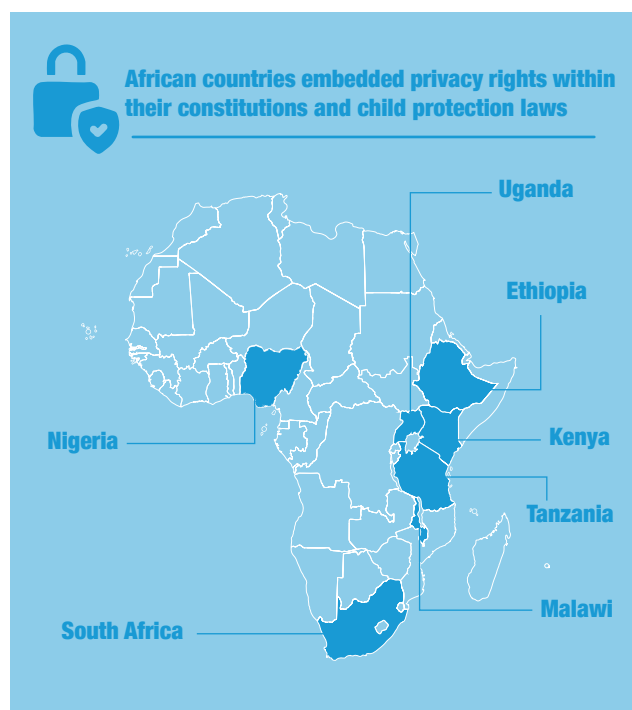 African countries embedded privacy rights within
their constitutions and child protection laws
Uganda
Ethiopia
Nigeria
Kenya
Tanzania
Malawi
South Africa